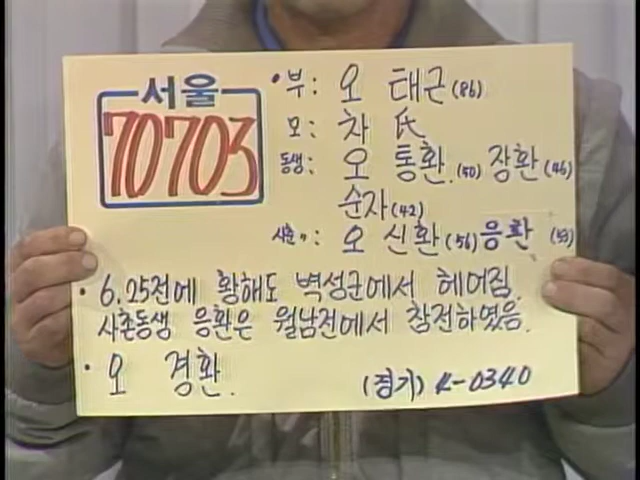 서울
70703
• 부: 오 태근 (86)
모: 차 氏
동생: 오 통환. (50) 장환 (46)
순자 (42)
사촌〃: 오 신환 (56) 응환 (53)
• 6.25전에 황해도 벽성군에서 헤어짐.
사촌동생 응환은 월남전에서 참전하였음.
• 오 경환.
(경기) 4-0340